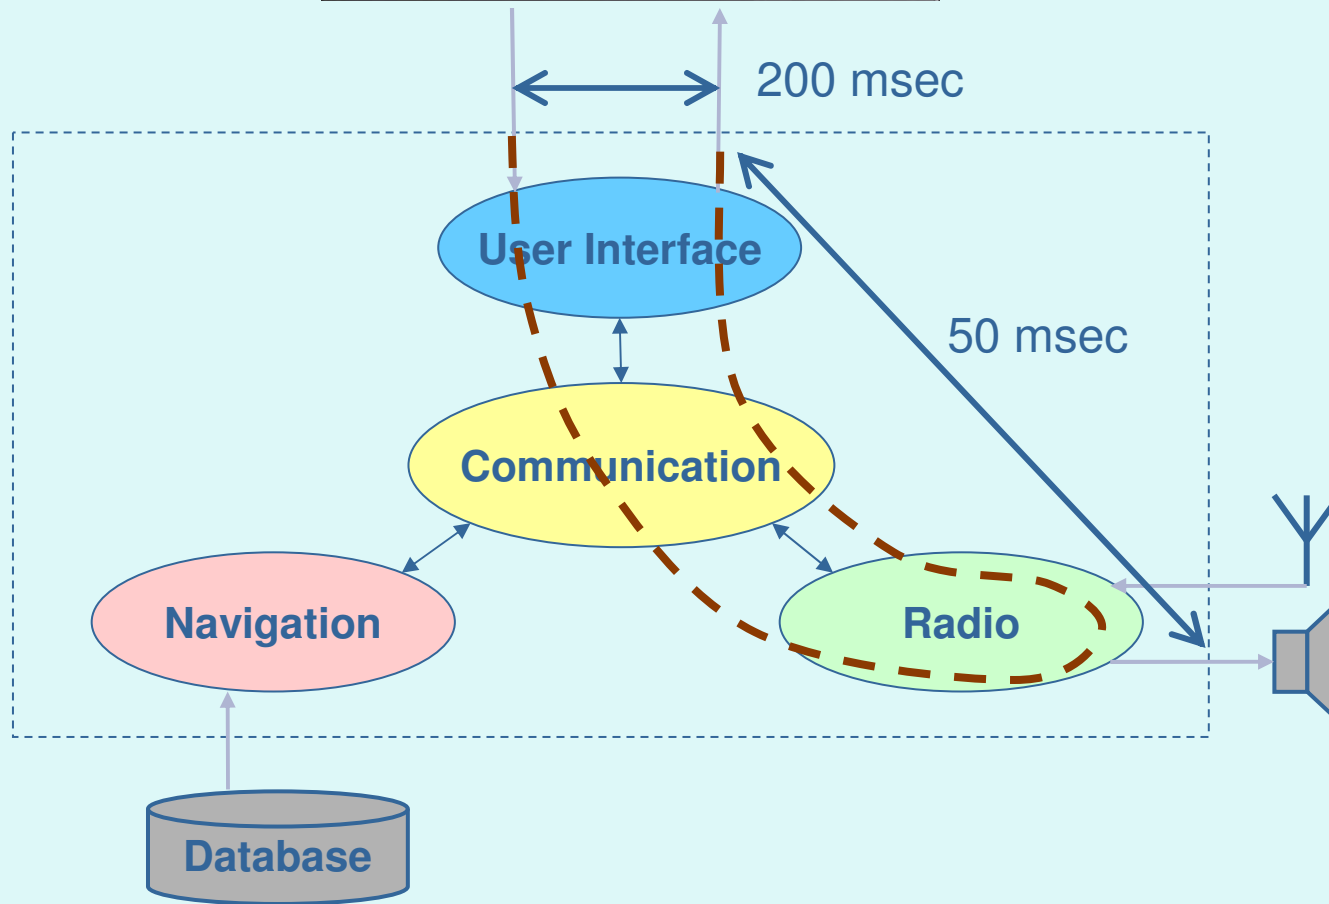 200 msec
User Interface
50 msec
Communication
Navigation
Radio
Database